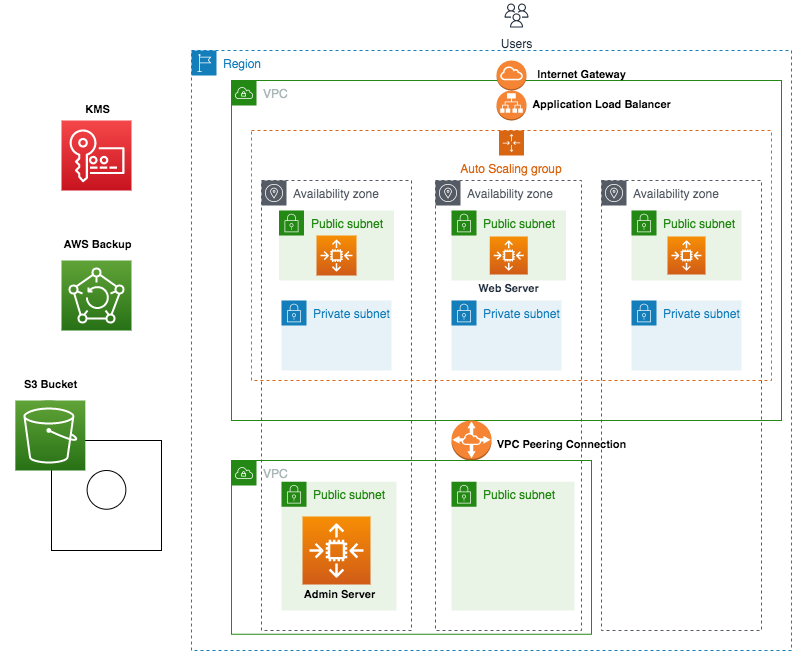 Users
Region
Internet Gateway
VPC
Application Load Balancer
KMS
Auto Scaling group
Availability zone
Availability zone
Availability zone
Public subnet
Public subnet
Public subnet
AWS Backup
Web Server
Private subnet
Private subnet
Private subnet
S3 Bucket
VPC Peering Connection
VPC
Public subnet
Public subnet
Admin Server